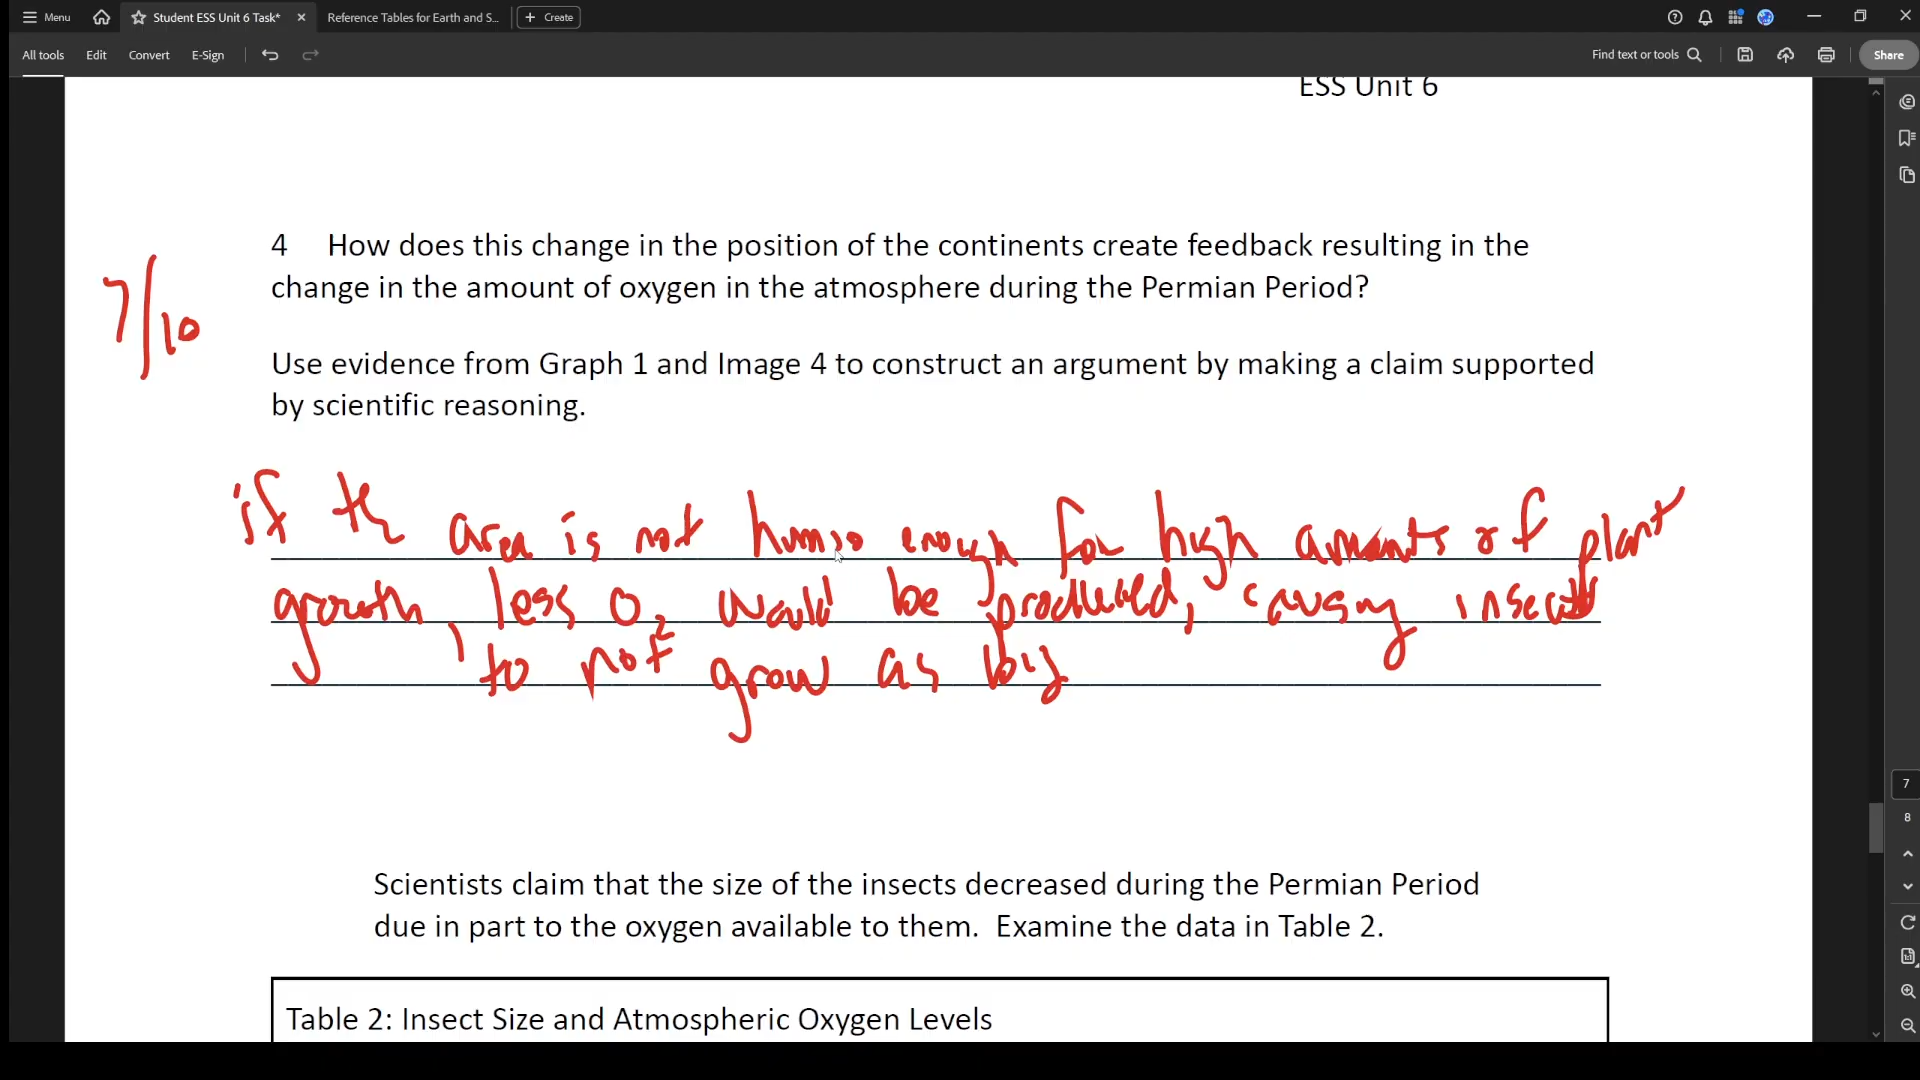 Menu
Student ESS Unit 6 Task*
Reference Tables for Earth and S...
Create
All tools
Edit
Convert
E-Sign
Find text or tools
Share
ESS Unit 6
7/10
4 How does this change in the position of the continents create feedback resulting in the
change in the amount of oxygen in the atmosphere during the Permian Period?
Use evidence from Graph 1 and Image 4 to construct an argument by making a claim supported
by scientific reasoning.
if th area is not enough for high amounts of plant
growth, less O2 would be produced, causing insects
to not grow as big
Scientists claim that the size of the insects decreased during the Permian Period
due in part to the oxygen available to them. Examine the data in Table 2.
Table 2: Insect Size and Atmospheric Oxygen Levels
7
8